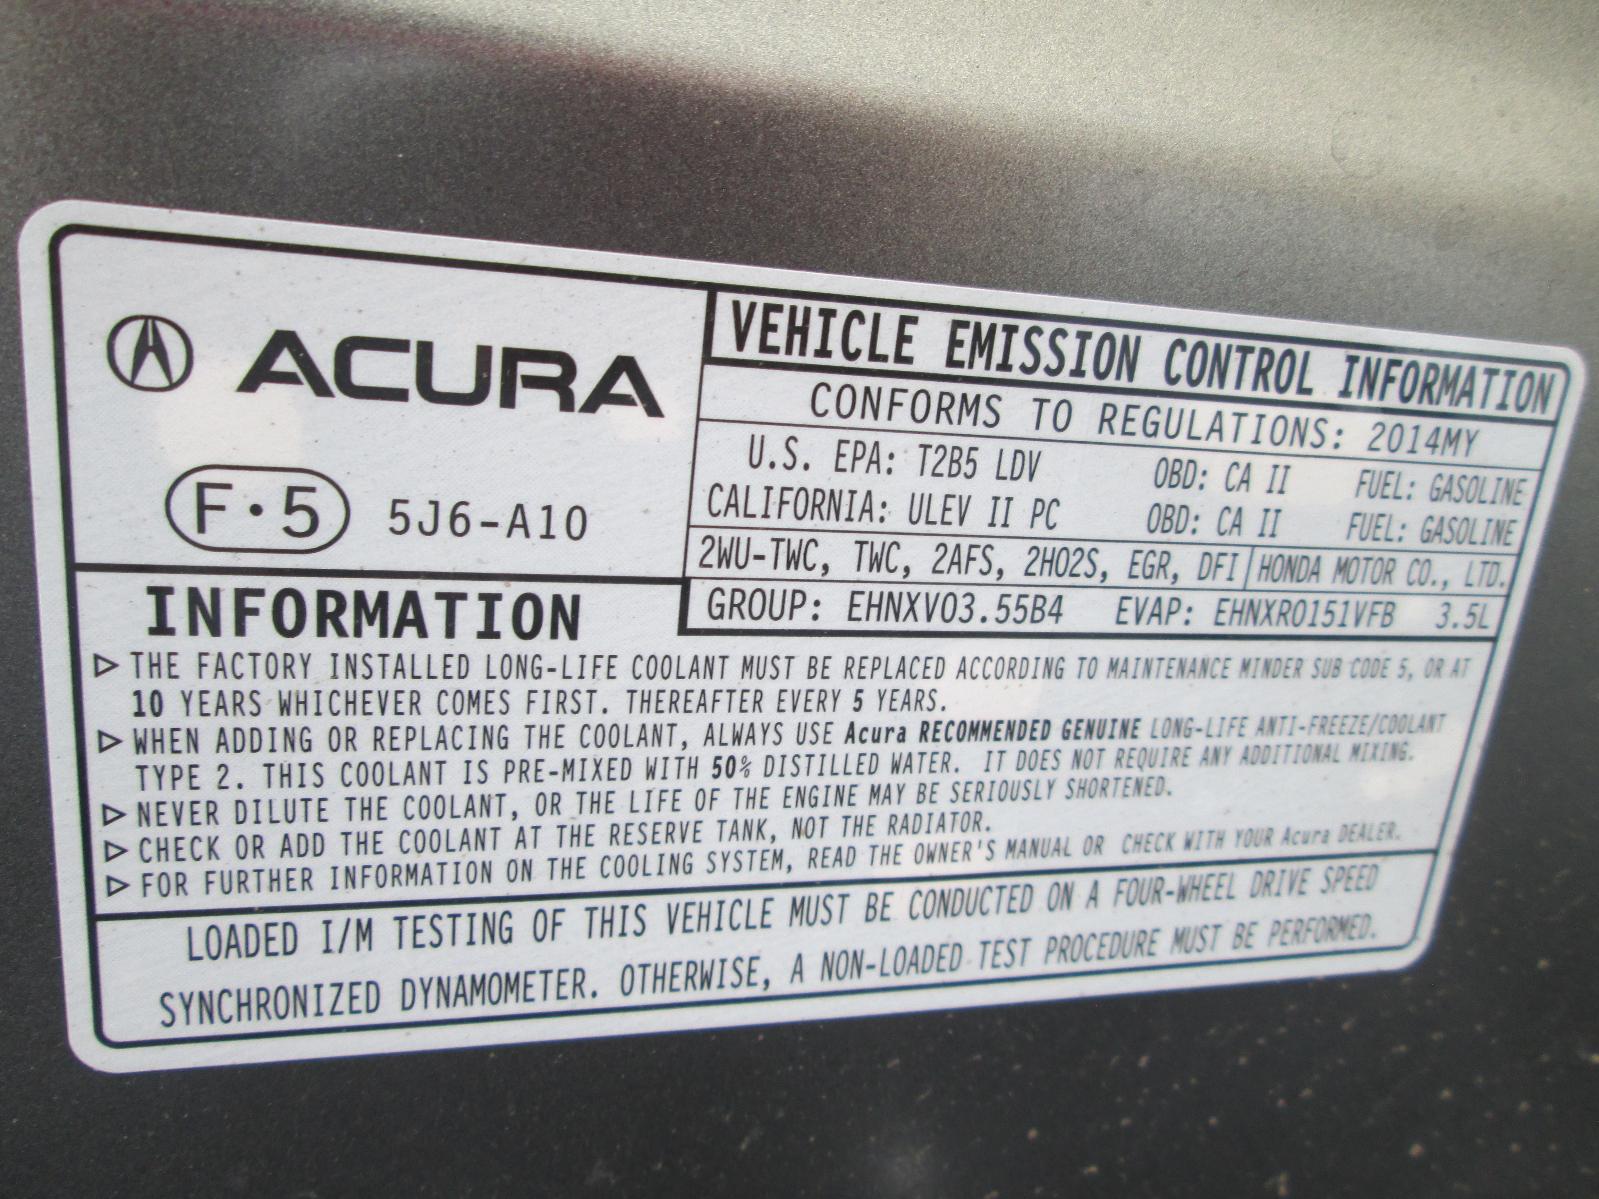 ACURA
F·5 5J6-A10
VEHICLE EMISSION CONTROL INFORMATION
CONFORMS TO REGULATIONS: 2014MY
U.S. EPA: T2B5 LDV OBD: CA II FUEL: GASOLINE
CALIFORNIA: ULEV II PC OBD: CA II FUEL: GASOLINE
2WU-TWC, TWC, 2AFS, 2HO2S, EGR, DFI HONDA MOTOR CO., LTD.
GROUP: EHNXV03.55B4 EVAP: EHNXR0151VFB 3.5L
INFORMATION
▷ THE FACTORY INSTALLED LONG-LIFE COOLANT MUST BE REPLACED ACCORDING TO MAINTENANCE MINDER SUB CODE 5, OR AT
10 YEARS WHICHEVER COMES FIRST. THEREAFTER EVERY 5 YEARS.
▷ WHEN ADDING OR REPLACING THE COOLANT, ALWAYS USE Acura RECOMMENDED GENUINE LONG-LIFE ANTI-FREEZE/COOLANT
TYPE 2. THIS COOLANT IS PRE-MIXED WITH 50% DISTILLED WATER. IT DOES NOT REQUIRE ANY ADDITIONAL MIXING.
▷ NEVER DILUTE THE COOLANT, OR THE LIFE OF THE ENGINE MAY BE SERIOUSLY SHORTENED.
▷ CHECK OR ADD THE COOLANT AT THE RESERVE TANK, NOT THE RADIATOR.
▷ FOR FURTHER INFORMATION ON THE COOLING SYSTEM, READ THE OWNER'S MANUAL OR CHECK WITH YOUR Acura DEALER.
LOADED I/M TESTING OF THIS VEHICLE MUST BE CONDUCTED ON A FOUR-WHEEL DRIVE SPEED
SYNCHRONIZED DYNAMOMETER. OTHERWISE, A NON-LOADED TEST PROCEDURE MUST BE PERFORMED.